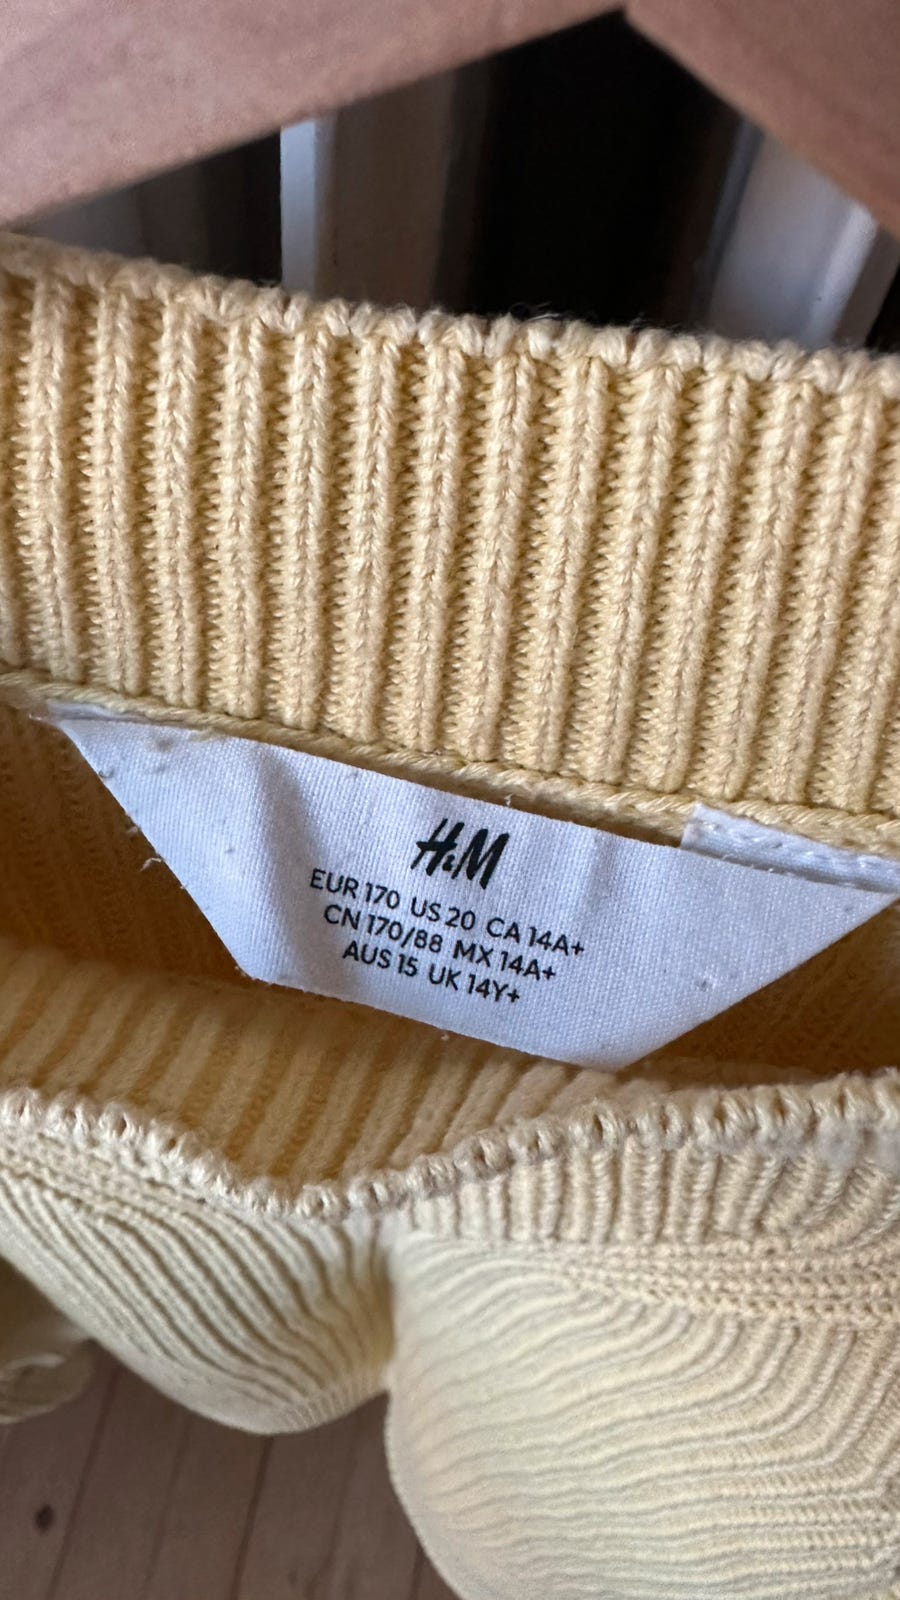 H&M
EUR 170 US 20 CA 14A+
CN 170/88 MX 14A+
AUS 15 UK 14Y+